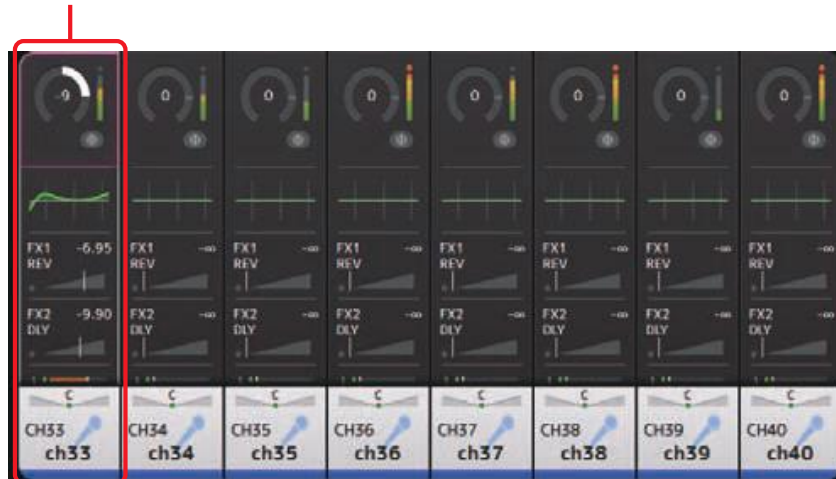 -9 0 0 0 0 0 0 0
FX1 -6.95 FX1 -∞ FX1 -∞ FX1 -∞ FX1 -∞ FX1 -∞ FX1 -∞ FX1 -∞
REV REV REV REV REV REV REV REV
FX2 -9.90 FX2 -∞ FX2 -∞ FX2 -∞ FX2 -∞ FX2 -∞ FX2 -∞ FX2 -∞
DLY DLY DLY DLY DLY DLY DLY DLY
C C C C C C C C
CH33 CH34 CH35 CH36 CH37 CH38 CH39 CH40
ch33 ch34 ch35 ch36 ch37 ch38 ch39 ch40